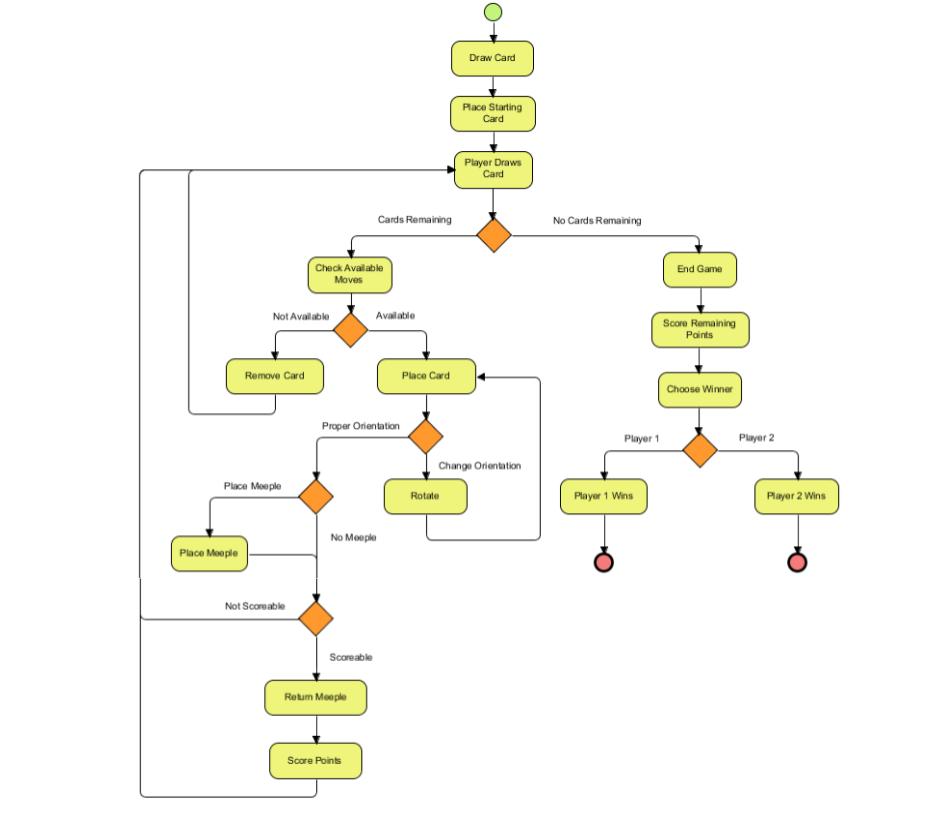 Draw Card
Place Starting
Card
Player Draws
Card
Cards Remaining
No Cards Remaining
Check Available
Moves
End Game
Not Available
Available
Score Remaining
Points
Remove Card
Place Card
Choose Winner
Proper Orientation
Player 1
Player 2
Change Orientation
Place Meeple
Rotate
Player 1 Wins
Player 2 Wins
No Meeple
Place Meeple
Not Scoreable
Scoreable
Return Meeple
Score Points